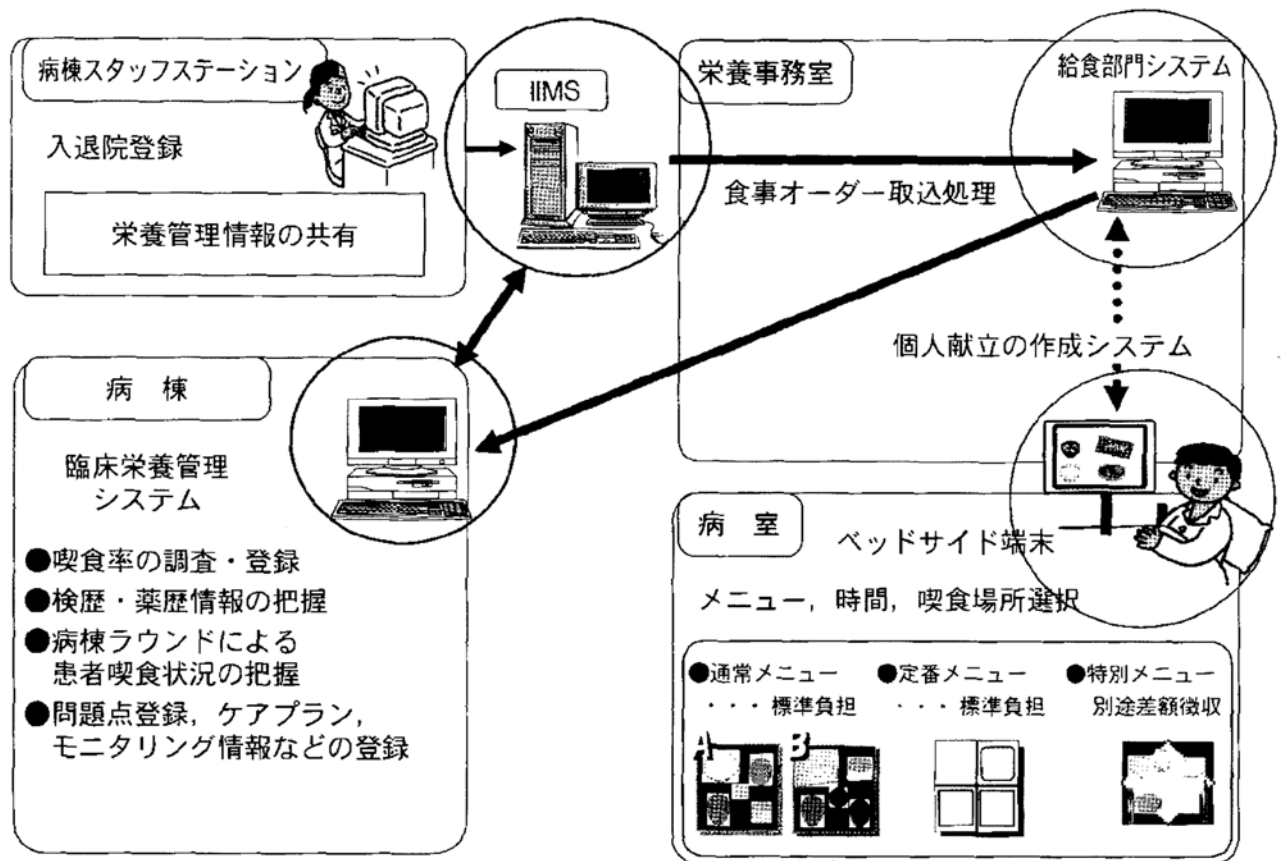 病棟スタッフステーション
入退院登録
栄養管理情報の共有
IIMS
栄養事務室
給食部門システム
食事オーダー取込処理
個人献立の作成システム
病 棟
臨床栄養管理
システム
●喫食率の調査・登録
●検歴・薬歴情報の把握
●病棟ラウンドによる
患者喫食状況の把握
●問題点登録，ケアプラン，
モニタリング情報などの登録
病 室
ベッドサイド端末
メニュー，時間，喫食場所選択
●通常メニュー
・・・標準負担
●定番メニュー
・・・標準負担
●特別メニュー
別途差額徴収
A
B